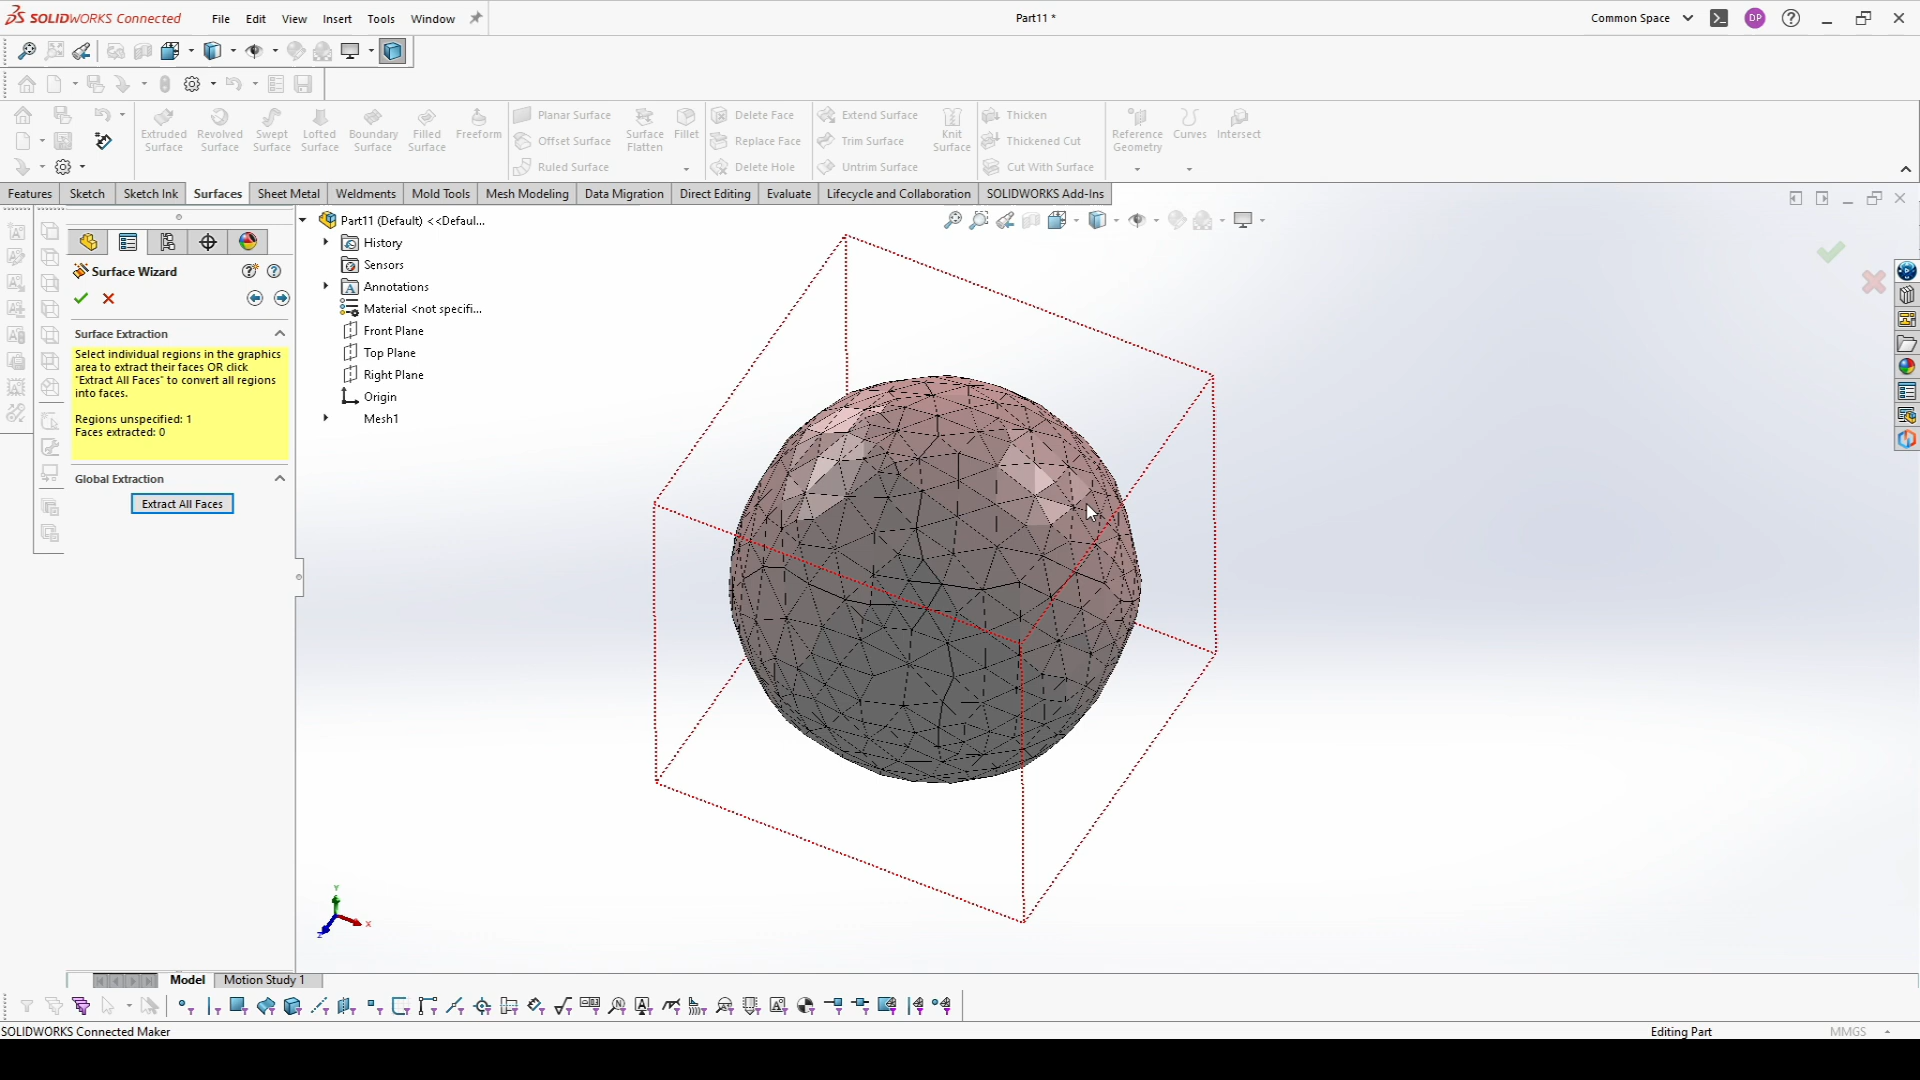 SOLIDWORKS Connected
File Edit View Insert Tools Window
Part11 *
Common Space
DP
Extruded Surface
Revolved Surface
Swept Surface
Lofted Surface
Boundary Surface
Filled Surface
Freeform
Planar Surface
Offset Surface
Ruled Surface
Surface Flatten
Fillet
Delete Face
Replace Face
Delete Hole
Extend Surface
Trim Surface
Untrim Surface
Knit Surface
Thicken
Thickened Cut
Cut With Surface
Reference Geometry
Curves
Intersect
Features Sketch Sketch Ink Surfaces Sheet Metal Weldments Mold Tools Mesh Modeling Data Migration Direct Editing Evaluate Lifecycle and Collaboration SOLIDWORKS Add-Ins
Surface Wizard
Surface Extraction
Select individual regions in the graphics
area to extract their faces OR click
"Extract All Faces" to convert all regions
into faces.
Regions unspecified: 1
Faces extracted: 0
Global Extraction
Extract All Faces
Part11 (Default) <<Defaul...
History
Sensors
Annotations
Material <not specifi...
Front Plane
Top Plane
Right Plane
Origin
Mesh1
Y
X
Z
Model Motion Study 1
SOLIDWORKS Connected Maker
Editing Part
MMGS